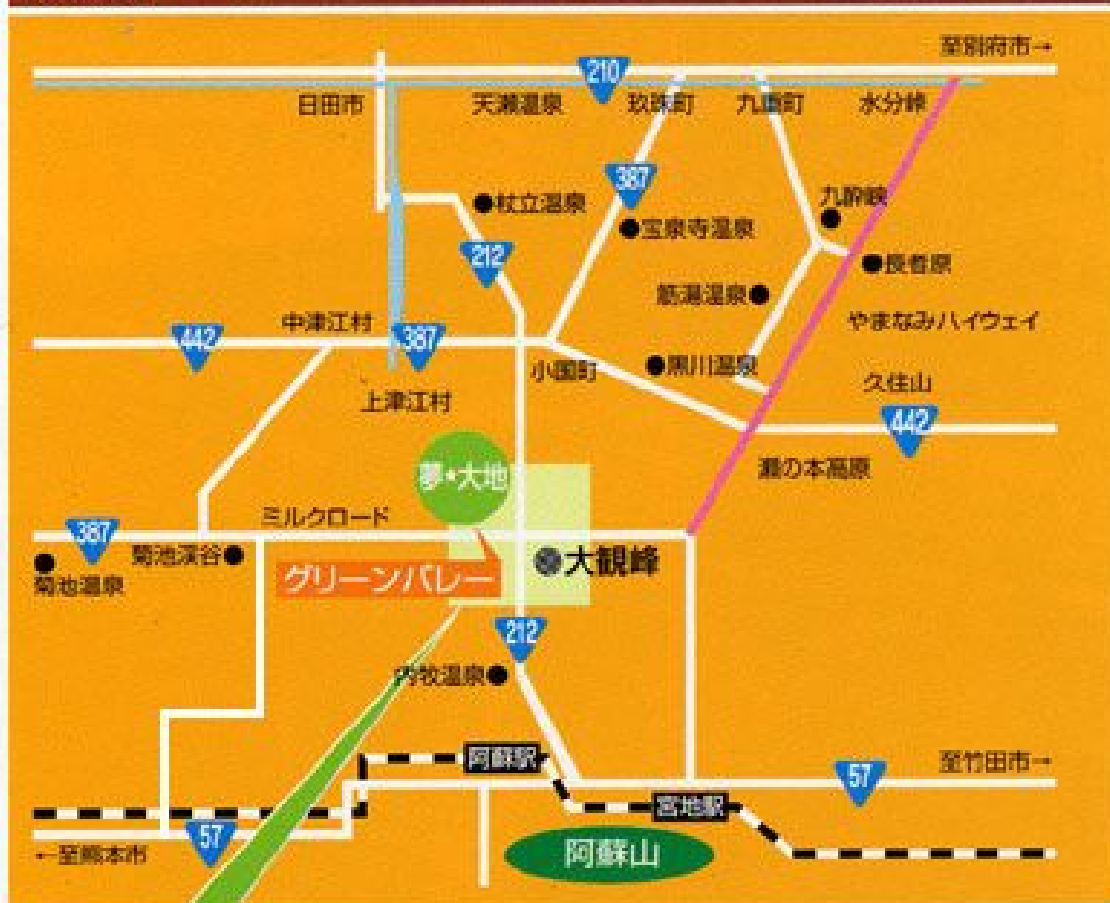 至別府市→
210
日田市
天瀬温泉
玖珠町
九重町
水分峠
387
杖立温泉
九酔峡
宝泉寺温泉
212
長者原
筋湯温泉
中津江村
やまなみハイウェイ
442
387
小国町
黒川温泉
久住山
上津江村
442
夢★大地
瀬の本高原
ミルクロード
387
菊池渓谷
大観峰
菊池温泉
グリーンバレー
212
内牧温泉
阿蘇駅
至竹田市→
57
宮地駅
57
←至熊本市
阿蘇山